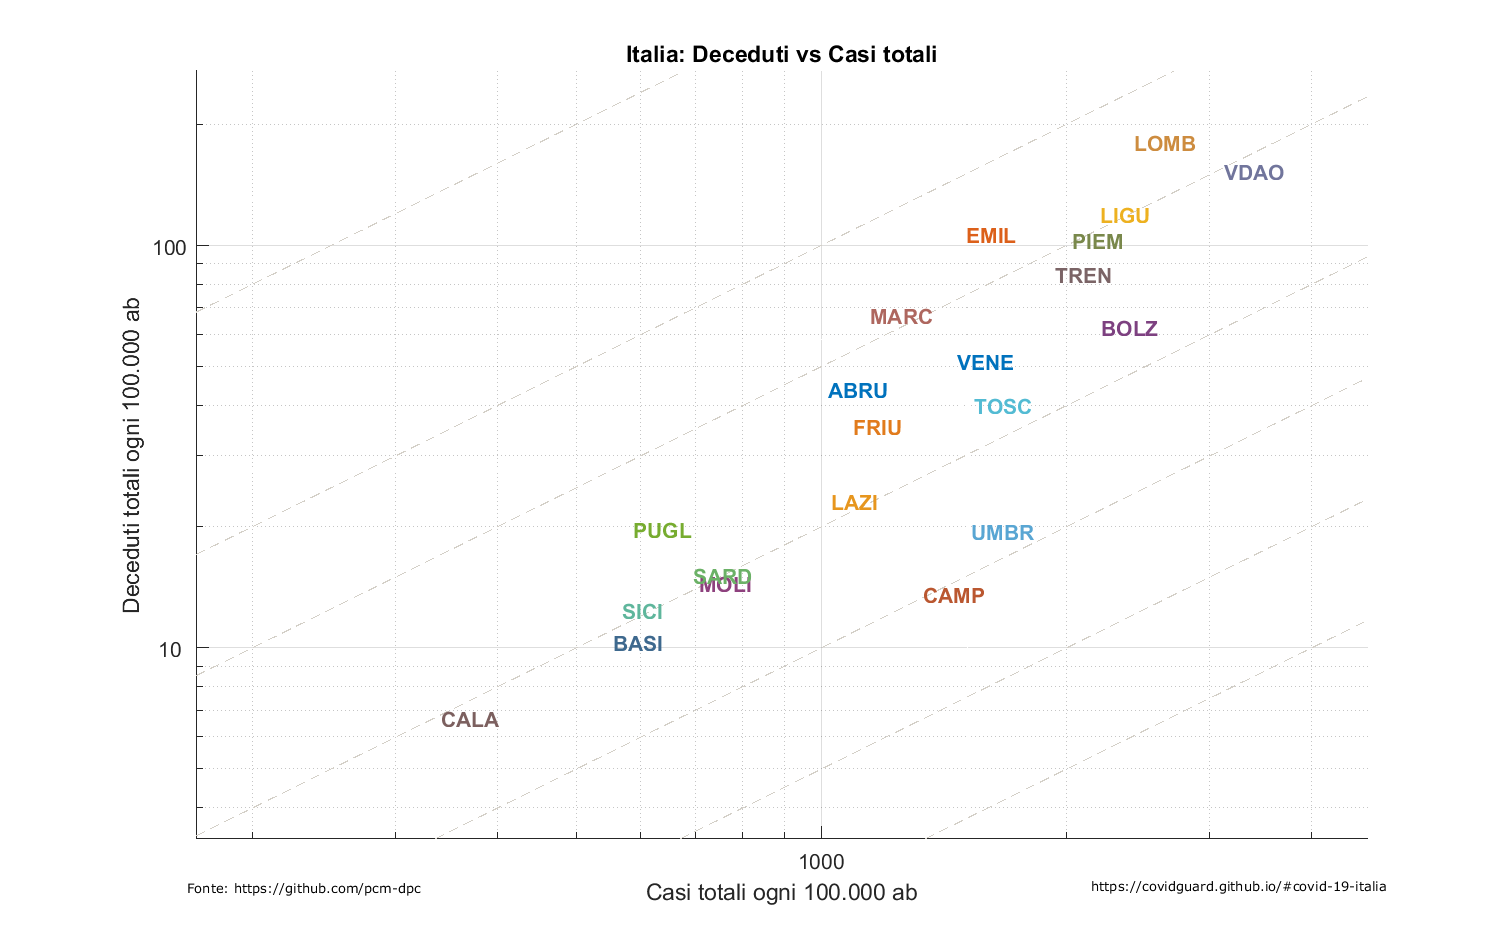 Italia: Deceduti vs Casi totali
LOMB
VDAO
LIGU
EMIL
PIEM
TREN
MARC
BOLZ
VENE
ABRU
TOSC
FRIU
LAZI
PUGL
UMBR
SARD
MOLI
CAMP
SICI
BASI
CALA
100
10
Deceduti totali ogni 100.000 ab
1000
Casi totali ogni 100.000 ab
Fonte: https://github.com/pcm-dpc
https://covidguard.github.io/#covid-19-italia